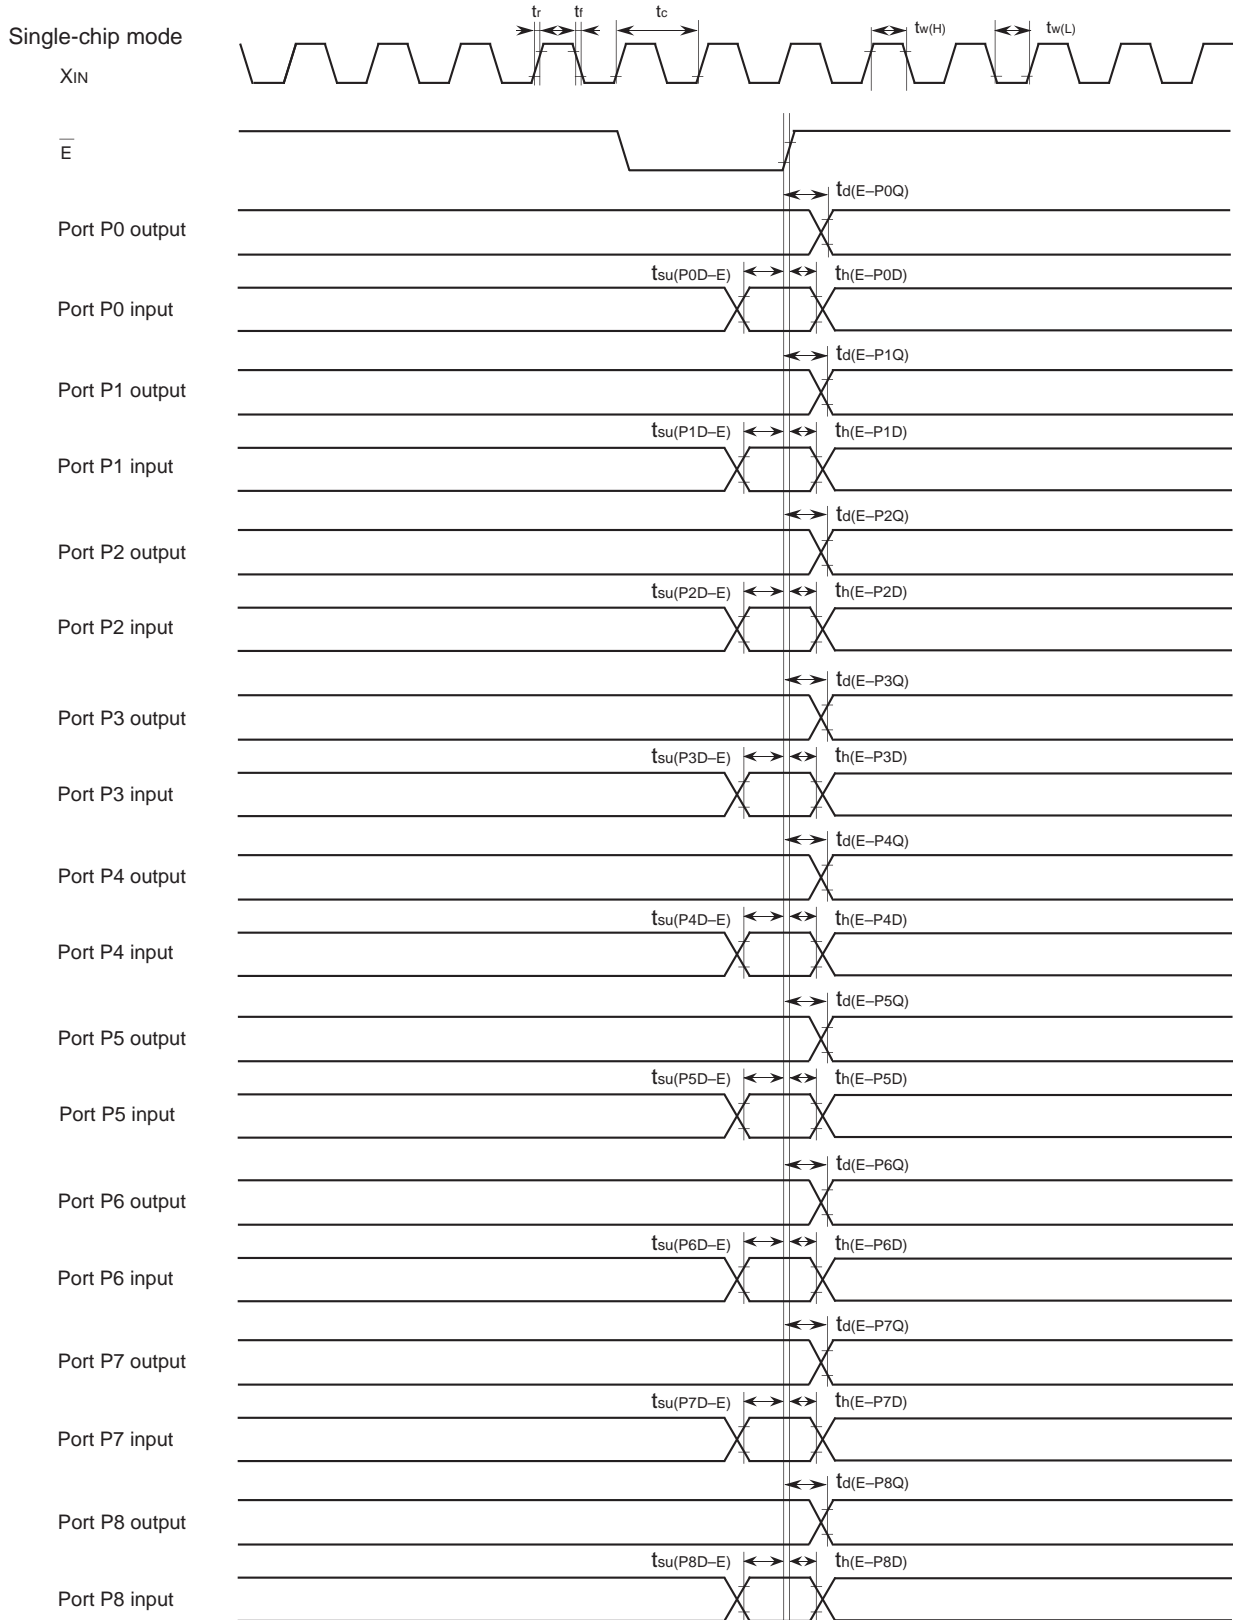 tr tf tc tw(H) tw(L)
Single-chip mode
XIN
E
td(E–P0Q)
Port P0 output
tsu(P0D–E) th(E–P0D)
Port P0 input
td(E–P1Q)
Port P1 output
tsu(P1D–E) th(E–P1D)
Port P1 input
td(E–P2Q)
Port P2 output
tsu(P2D–E) th(E–P2D)
Port P2 input
td(E–P3Q)
Port P3 output
tsu(P3D–E) th(E–P3D)
Port P3 input
td(E–P4Q)
Port P4 output
tsu(P4D–E) th(E–P4D)
Port P4 input
td(E–P5Q)
Port P5 output
tsu(P5D–E) th(E–P5D)
Port P5 input
td(E–P6Q)
Port P6 output
tsu(P6D–E) th(E–P6D)
Port P6 input
td(E–P7Q)
Port P7 output
tsu(P7D–E) th(E–P7D)
Port P7 input
td(E–P8Q)
Port P8 output
tsu(P8D–E) th(E–P8D)
Port P8 input